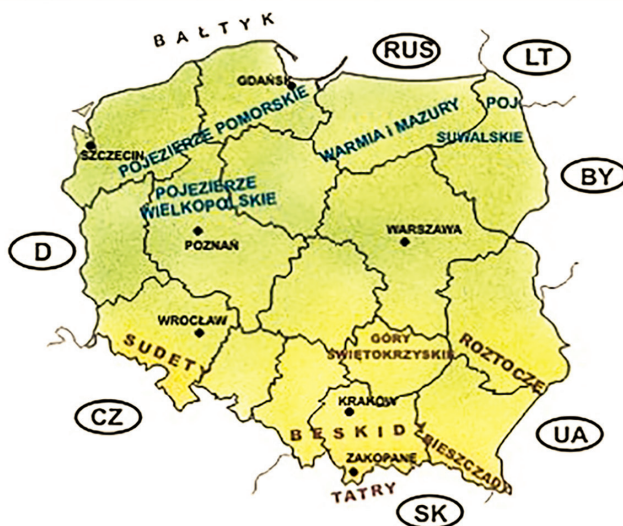 BAŁTYK
RUS
LT
GDAŃSK
POJ
SUWALSKIE
WARMIA i MAZURY
POJEZIERZE POMORSKIE
SZCZECIN
BY
POJEZIERZE
WIELKOPOLSKIE
D
POZNAŃ
WARSZAWA
WROCŁAW
SUDETY
GÓRY
ŚWIĘTOKRZYSKIE
ROZTOCZE
CZ
KRAKÓW
BESKIDY
UA
BIESZCZADY
ZAKOPANE
TATRY
SK